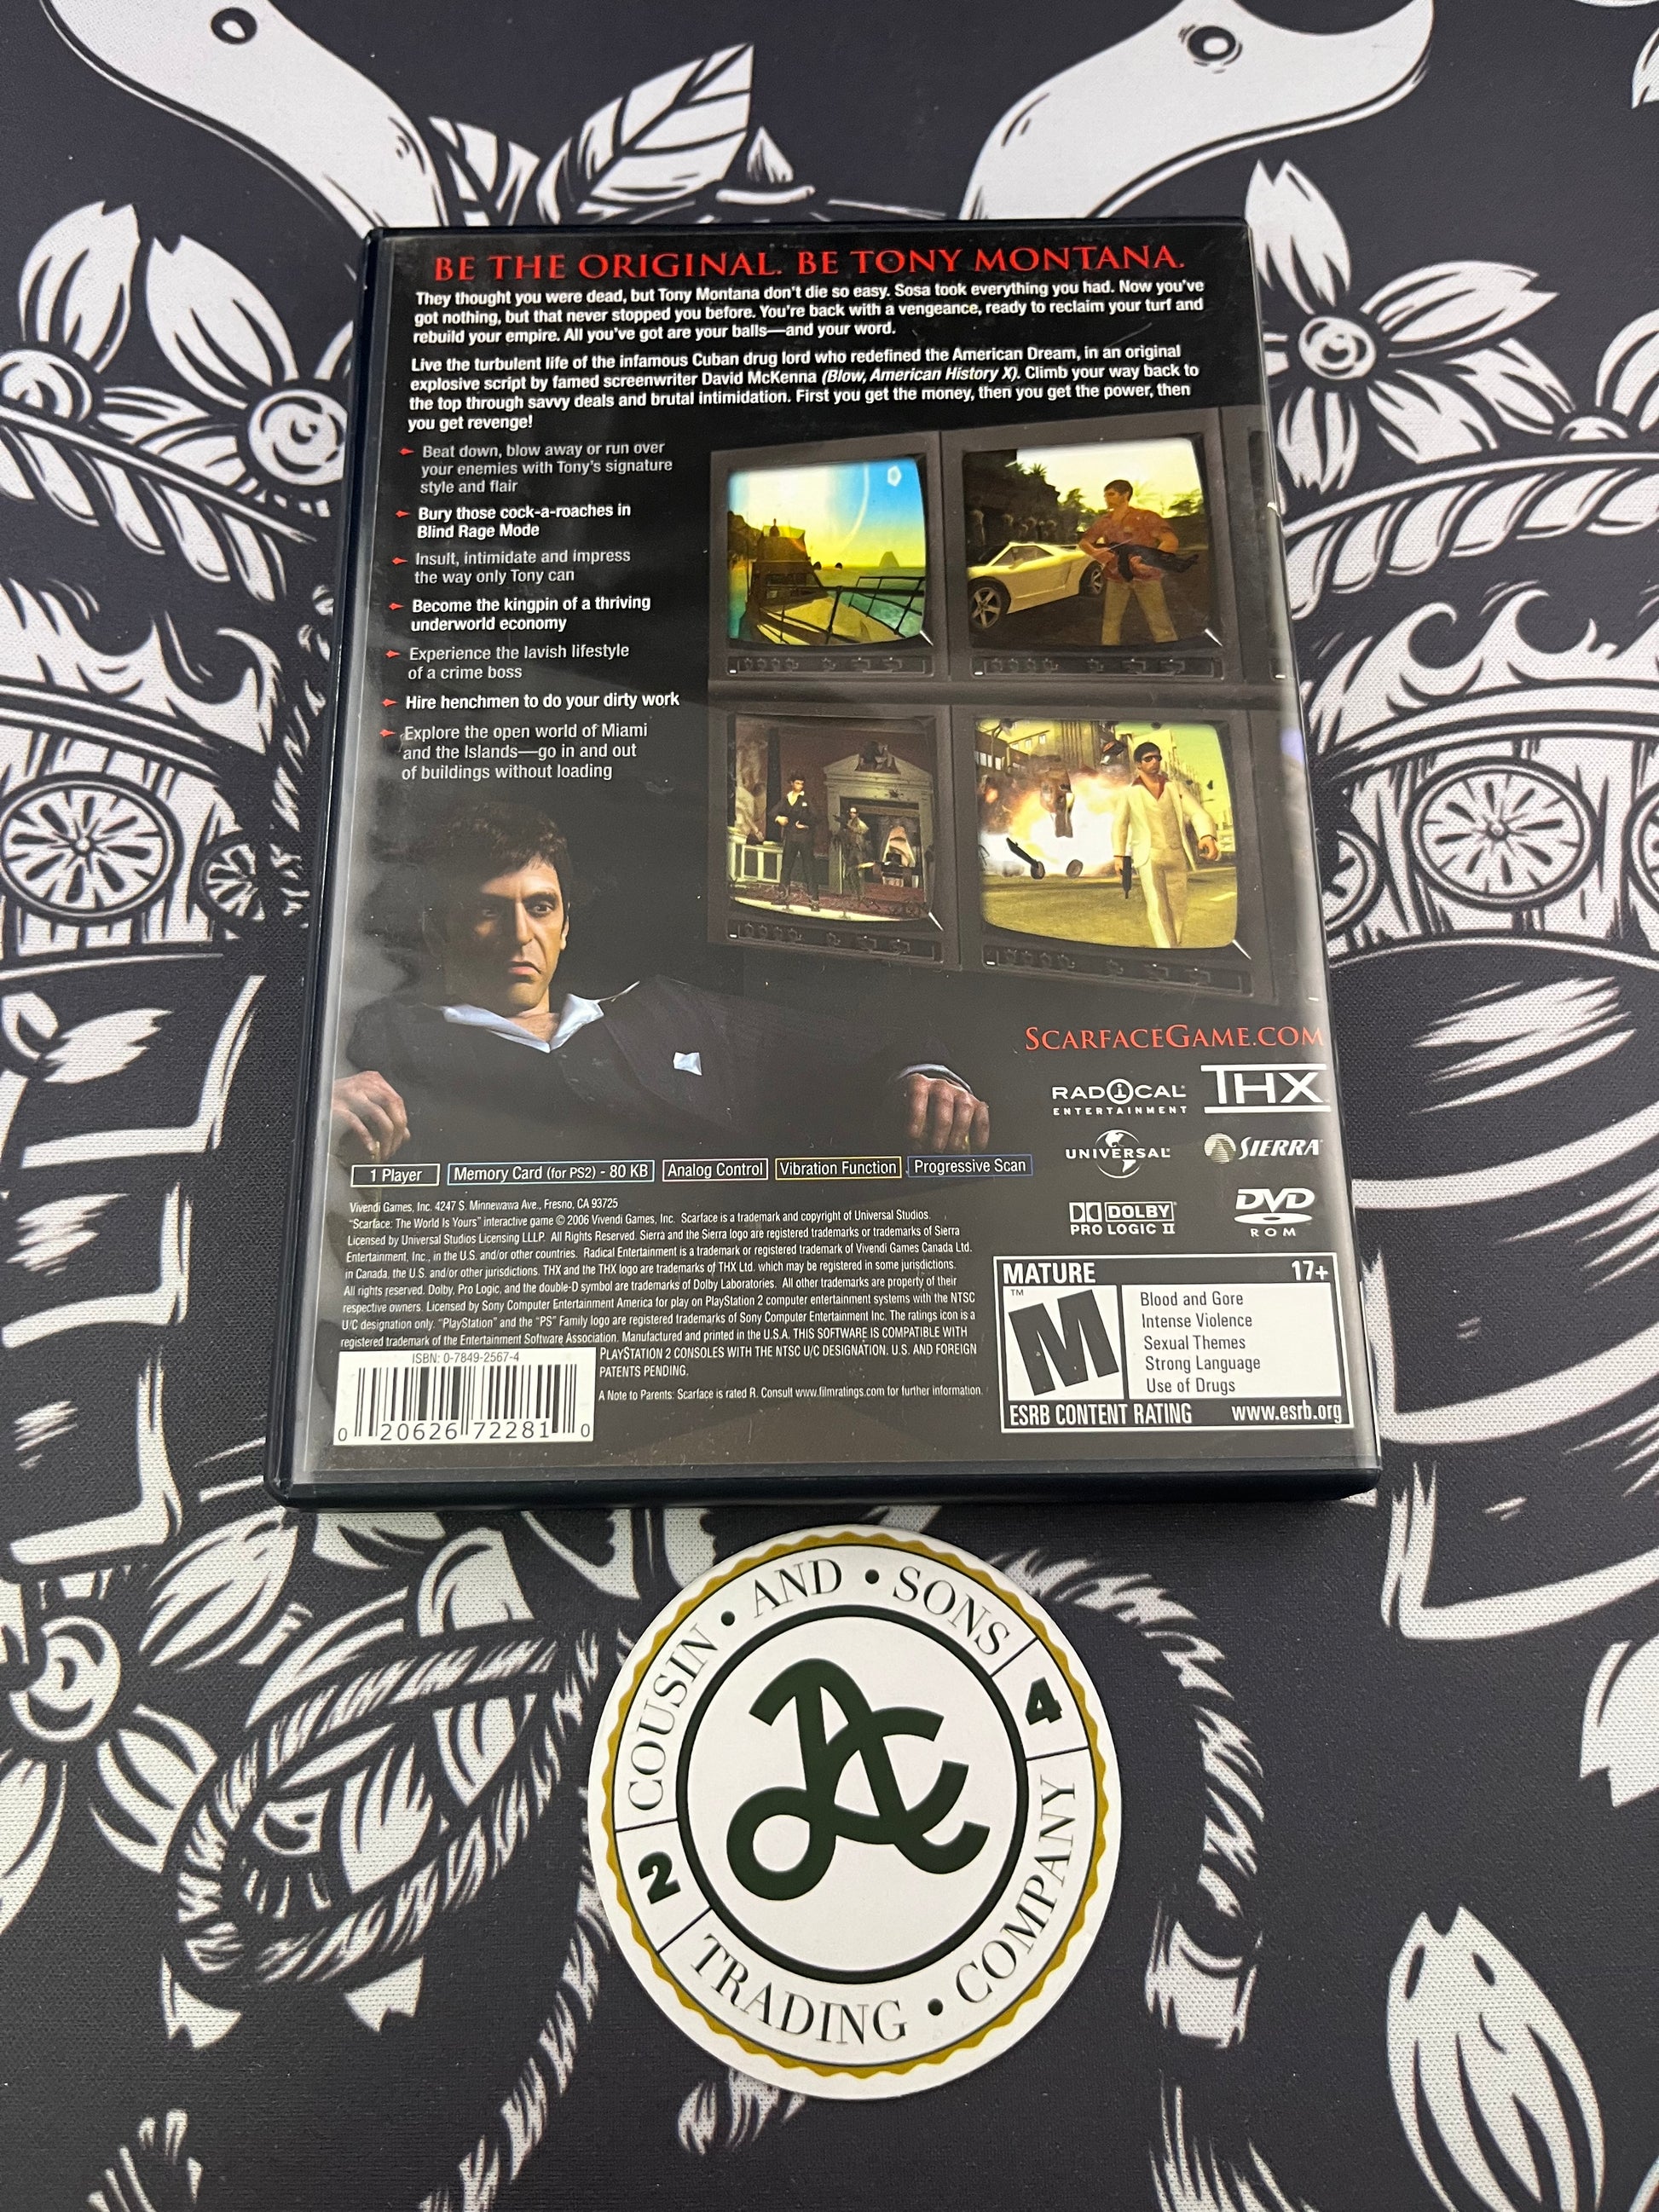 BE THE ORIGINAL. BE TONY MONTANA.
They thought you were dead, but Tony Montana don't die so easy. Sosa took everything you had. Now you've
got nothing, but that never stopped you before. You're back with a vengeance, ready to reclaim your turf and
rebuild your empire. All you've got are your balls—and your word.
Live the turbulent life of the infamous Cuban drug lord who redefined the American Dream, in an original
explosive script by famed screenwriter David McKenna (Blow, American History X). Climb your way back to
the top through savvy deals and brutal intimidation. First you get the money, then you get the power, then
you get revenge!
Beat down, blow away or run over
your enemies with Tony's signature
style and flair
Bury those cock-a-roaches in
Blind Rage Mode
Insult, intimidate and impress
the way only Tony can
Become the kingpin of a thriving
underworld economy
Experience the lavish lifestyle
of a crime boss
Hire henchmen to do your dirty work
Explore the open world of Miami
and the Islands—go in and out
of buildings without loading
SCARFACEGAME.COM
RADICAL
ENTERTAINMENT
THX
UNIVERSAL
SIERRA
1 Player
Memory Card (for PS2) - 80 KB
Analog Control
Vibration Function
Progressive Scan
DOLBY
PRO LOGIC II
DVD
ROM
Vivendi Games, Inc. 4247 S. Minnewawa Ave., Fresno, CA 93725
"Scarface: The World Is Yours" interactive game © 2006 Vivendi Games, Inc. Scarface is a trademark and copyright of Universal Studios.
Licensed by Universal Studios Licensing LLLP. All Rights Reserved. Sierra and the Sierra logo are registered trademarks or trademarks of Sierra
Entertainment, Inc., in the U.S. and/or other countries. Radical Entertainment is a trademark or registered trademark of Vivendi Games Canada Ltd.
in Canada, the U.S. and/or other jurisdictions. THX and the THX logo are trademarks of THX Ltd. which may be registered in some jurisdictions.
All rights reserved. Dolby, Pro Logic, and the double-D symbol are trademarks of Dolby Laboratories. All other trademarks are property of their
respective owners. Licensed by Sony Computer Entertainment America for play on PlayStation 2 computer entertainment systems with the NTSC
U/C designation only. "PlayStation" and the "PS" Family logo are registered trademarks of Sony Computer Entertainment Inc. The ratings icon is a
registered trademark of the Entertainment Software Association. Manufactured and printed in the U.S.A. THIS SOFTWARE IS COMPATIBLE WITH
PLAYSTATION 2 CONSOLES WITH THE NTSC U/C DESIGNATION. U.S. AND FOREIGN
PATENTS PENDING.
A Note to Parents: Scarface is rated R. Consult www.filmratings.com for further information.
ISBN: 0-7849-2567-4
0 20626 72281 0
MATURE 17+
M
TM
Blood and Gore
Intense Violence
Sexual Themes
Strong Language
Use of Drugs
ESRB CONTENT RATING www.esrb.org
COUSIN • AND • SONS
4
AC
2
TRADING • COMPANY